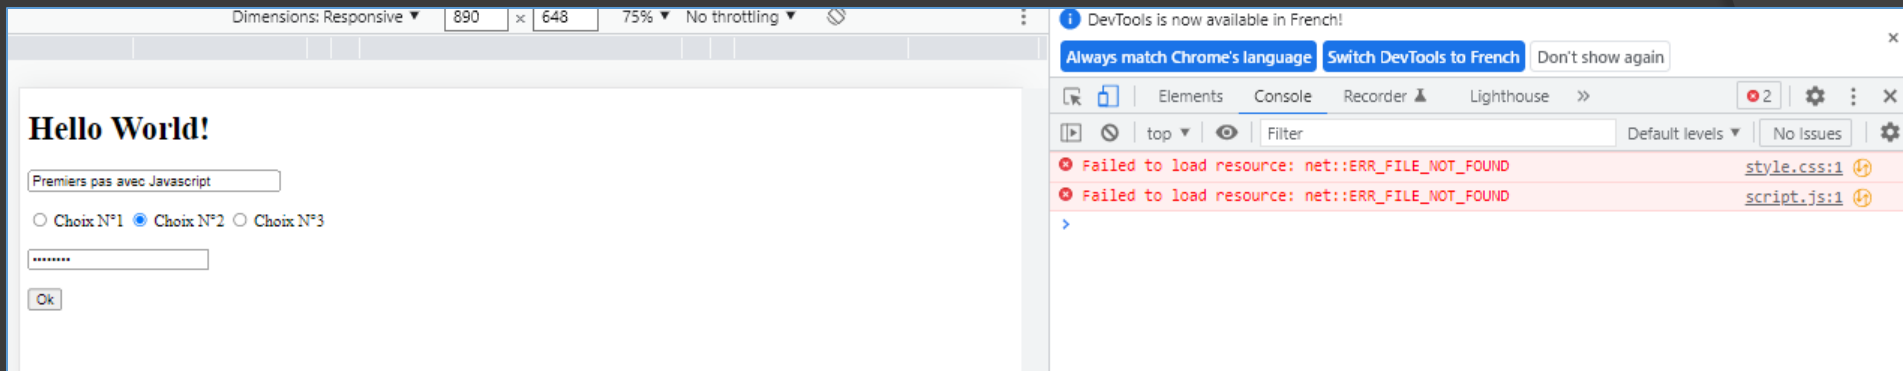 Dimensions: Responsive ▼ 890 × 648 75% ▼ No throttling ▼
Hello World!
Premiers pas avec Javascript
Choix N°1 Choix N°2 Choix N°3
••••••••
Ok
DevTools is now available in French!
Always match Chrome's language Switch DevTools to French Don't show again
Elements Console Recorder Lighthouse » 2
top ▼ Filter Default levels ▼ No Issues
Failed to load resource: net::ERR_FILE_NOT_FOUND style.css:1
Failed to load resource: net::ERR_FILE_NOT_FOUND script.js:1
>